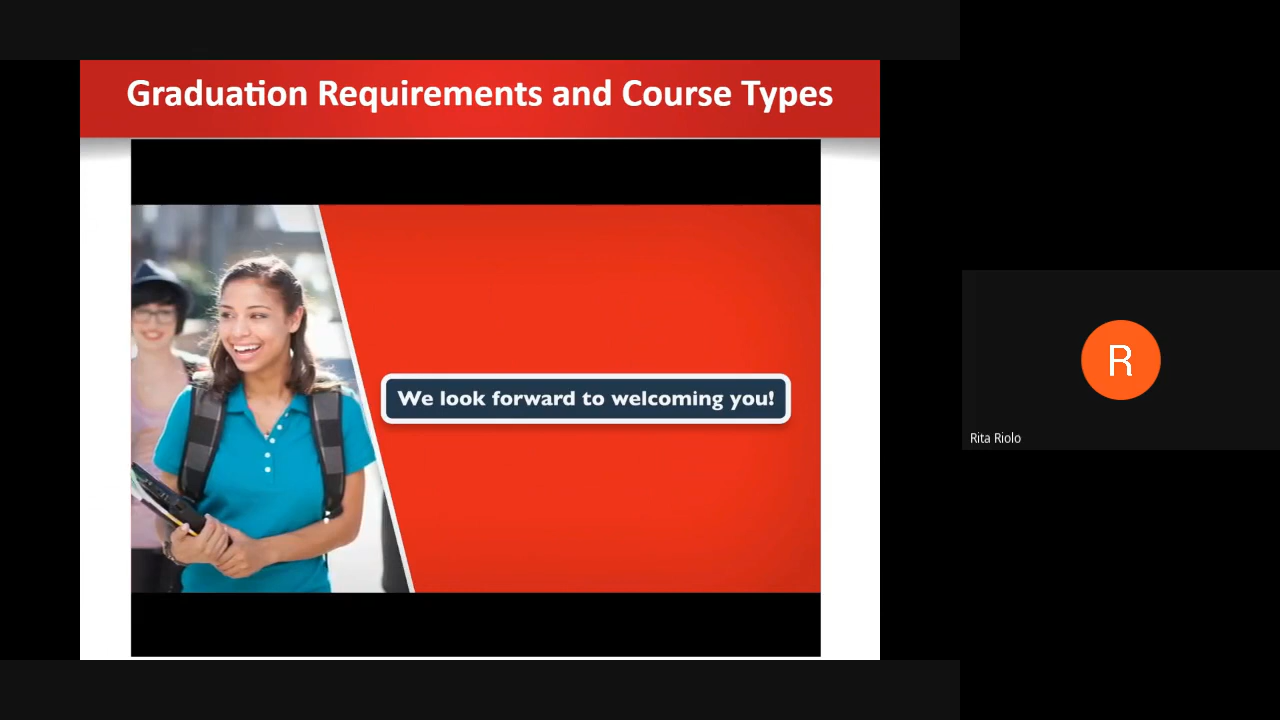 Graduation Requirements and Course Types
We look forward to welcoming you!
R
Rita Riolo